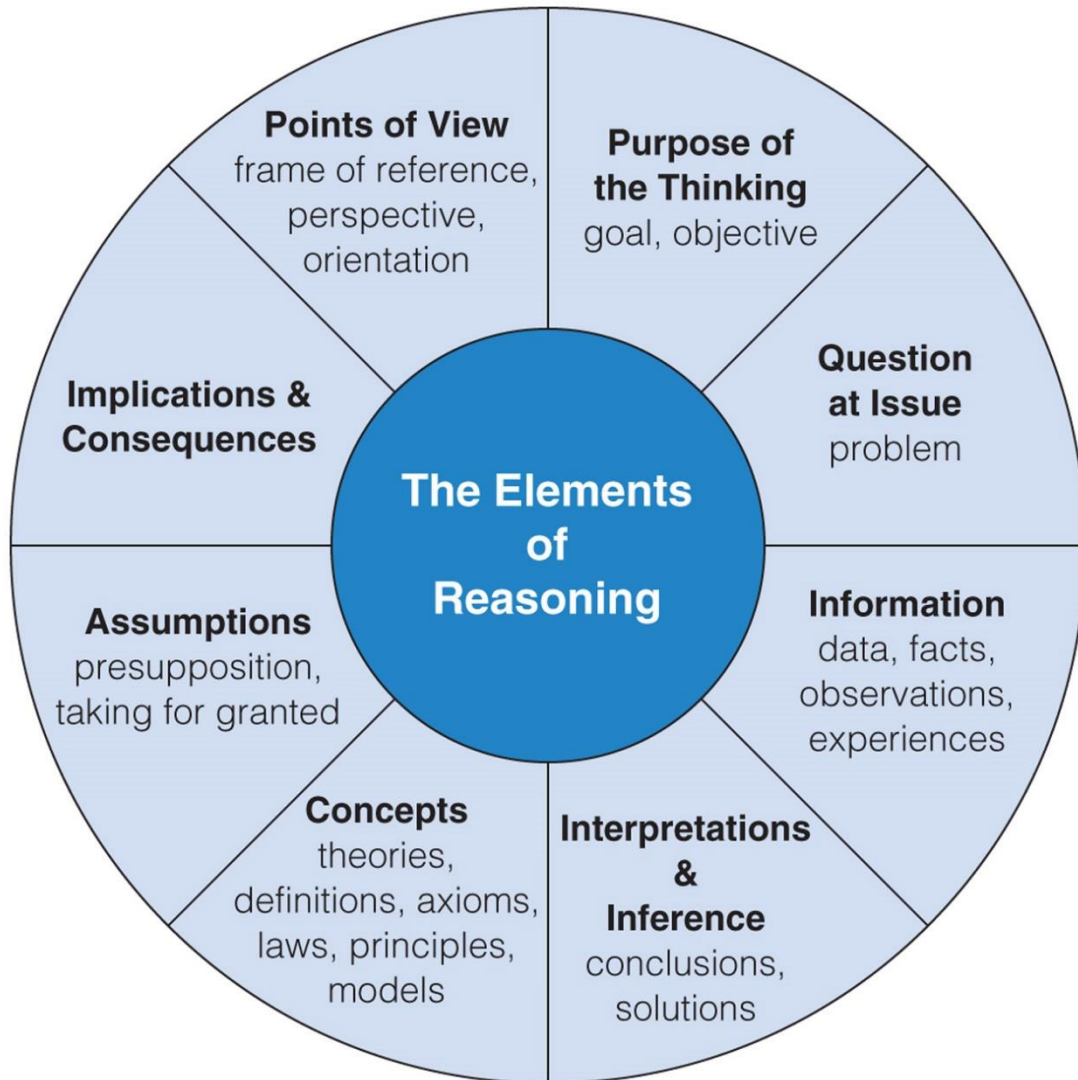 Points of View
frame of reference,
perspective,
orientation
Purpose of
the Thinking
goal, objective
Question
at Issue
problem
Information
data, facts,
observations,
experiences
Interpretations
&
Inference
conclusions,
solutions
Concepts
theories,
definitions, axioms,
laws, principles,
models
Assumptions
presupposition,
taking for granted
Implications &
Consequences
The Elements
of
Reasoning